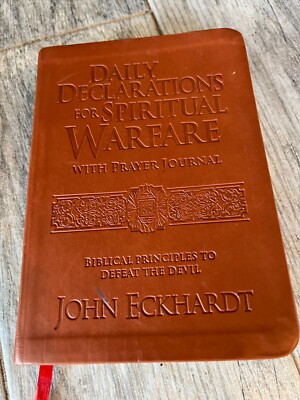 DAILY
DECLARATIONS
FOR SPIRITUAL
WARFARE
WITH PRAYER JOURNAL
BIBLICAL PRINCIPLES TO
DEFEAT THE DEVIL
JOHN ECKHARDT